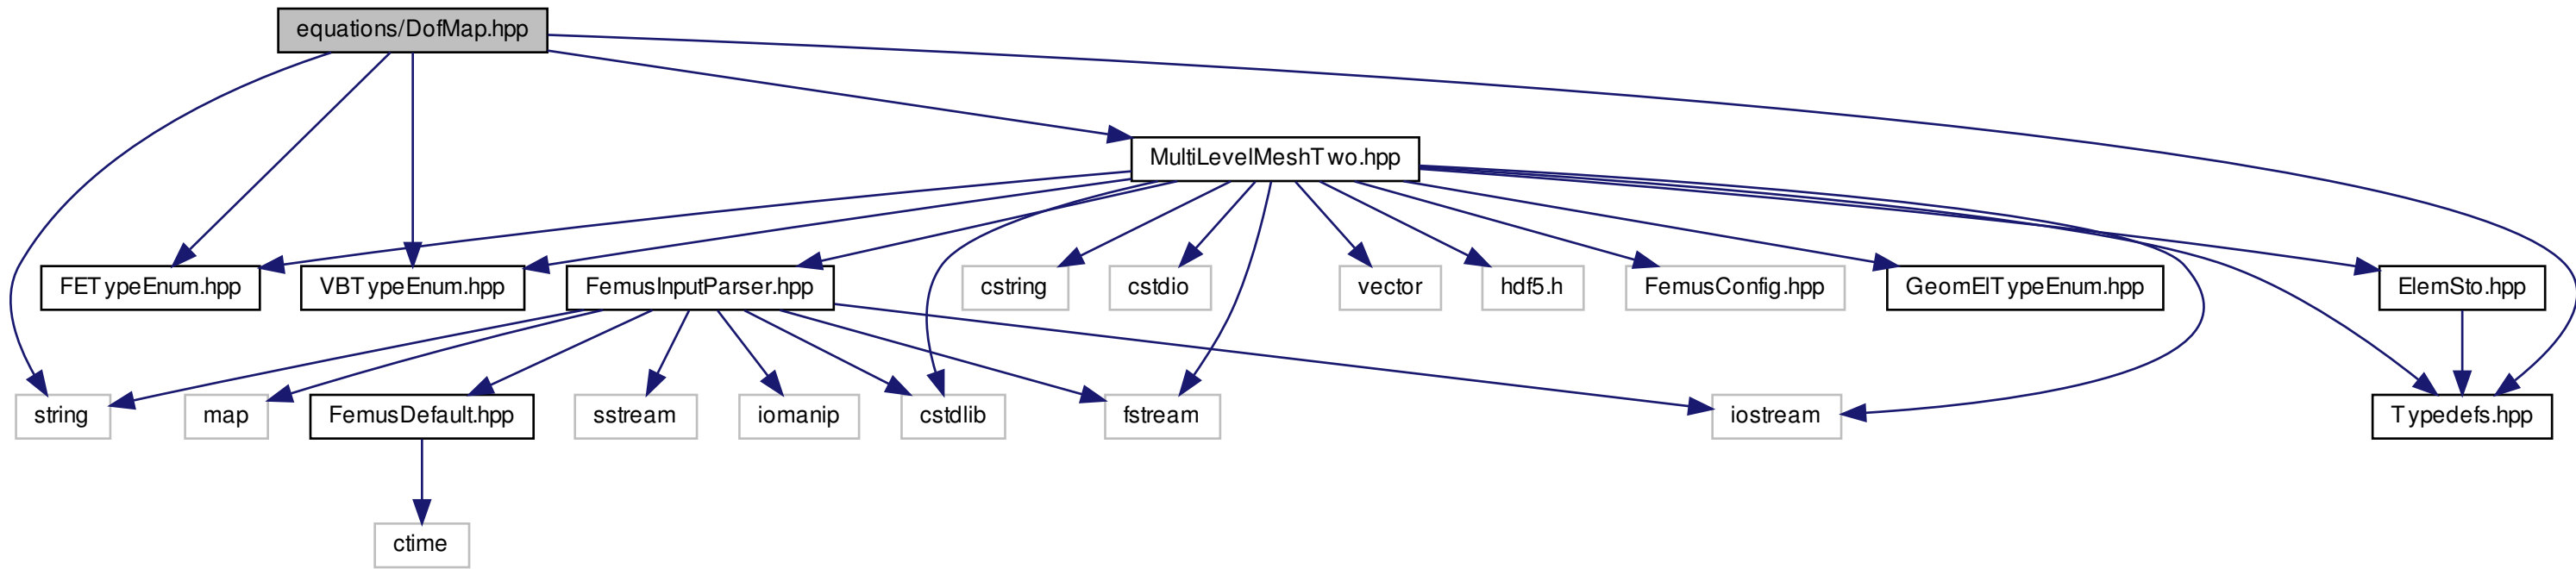 equations/DofMap.hpp
MultiLevelMeshTwo.hpp
FETypeEnum.hpp
VBTypeEnum.hpp
FemusInputParser.hpp
cstring
cstdio
vector
hdf5.h
FemusConfig.hpp
GeomElTypeEnum.hpp
ElemSto.hpp
string
map
FemusDefault.hpp
sstream
iomanip
cstdlib
fstream
iostream
Typedefs.hpp
ctime